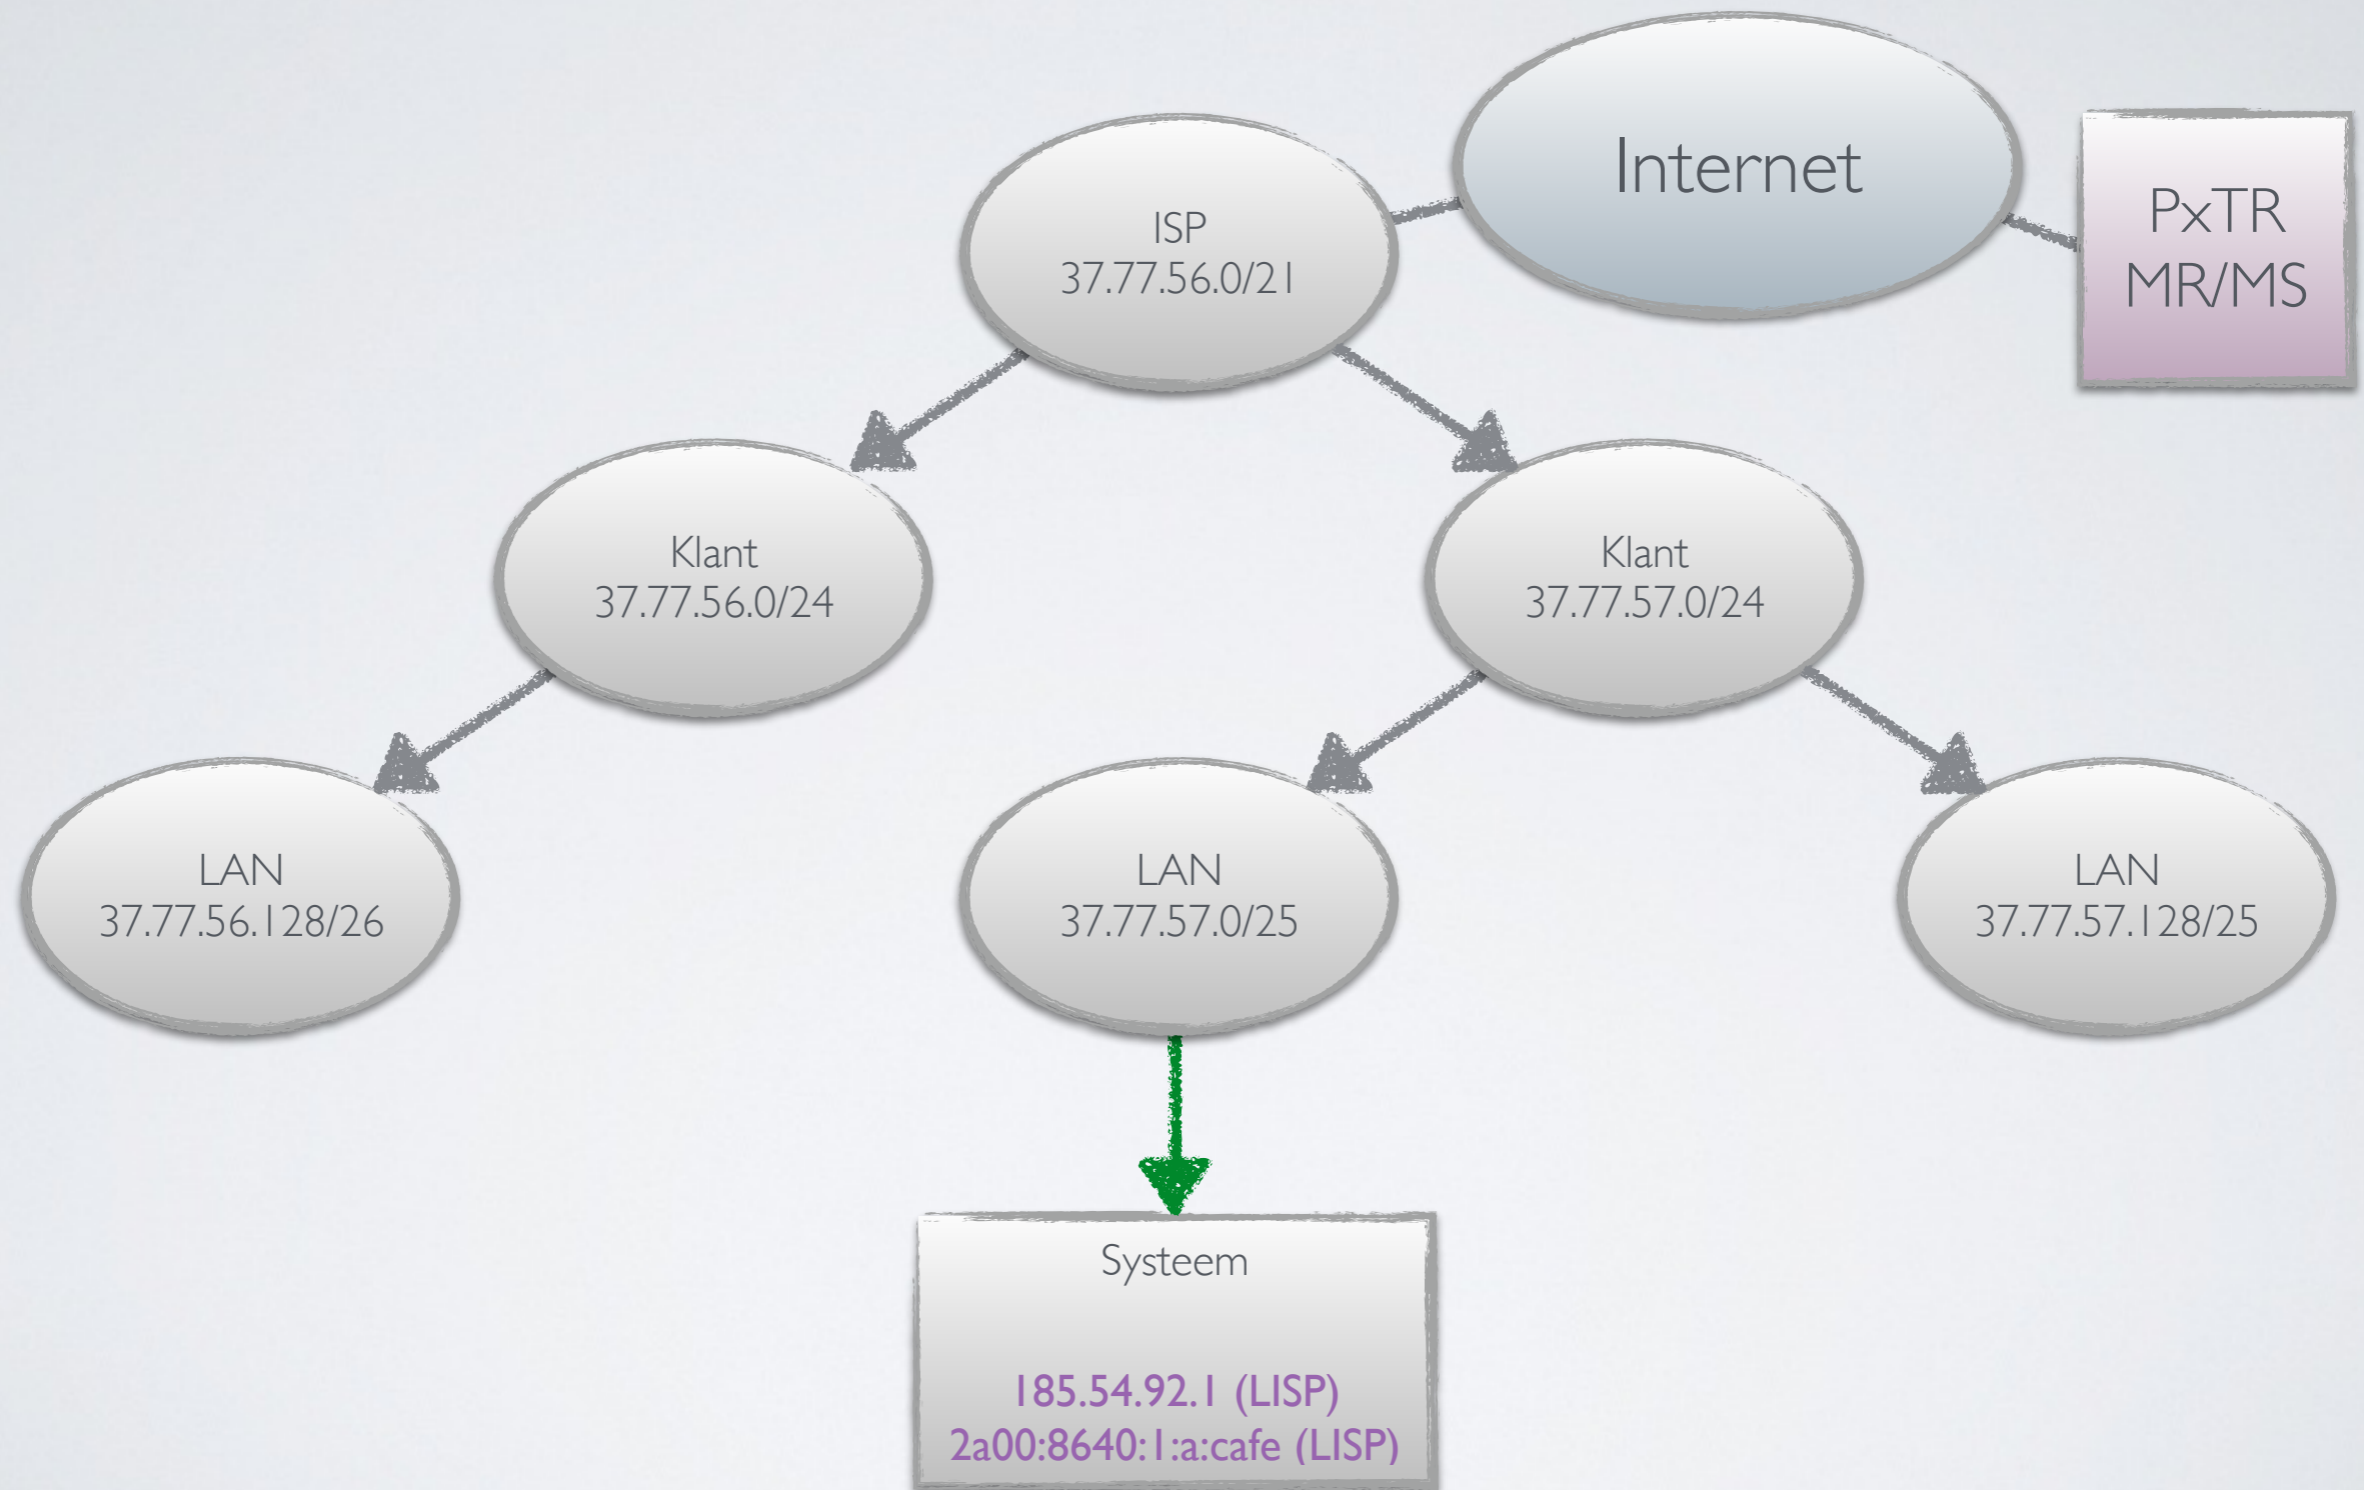 Internet
PxTR
MR/MS
ISP
37.77.56.0/21
Klant
37.77.56.0/24
Klant
37.77.57.0/24
LAN
37.77.56.128/26
LAN
37.77.57.0/25
LAN
37.77.57.128/25
Systeem
185.54.92.1 (LISP)
2a00:8640:1:a:cafe (LISP)